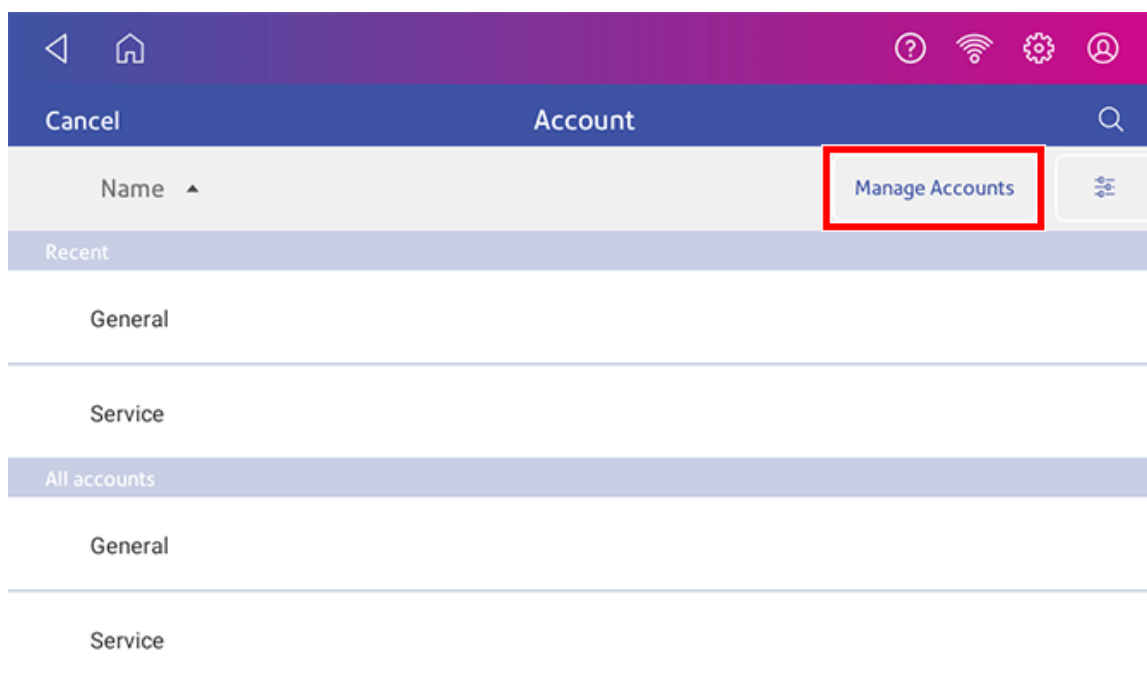 Cancel Account
Name Manage Accounts
Recent
General
Service
All accounts
General
Service